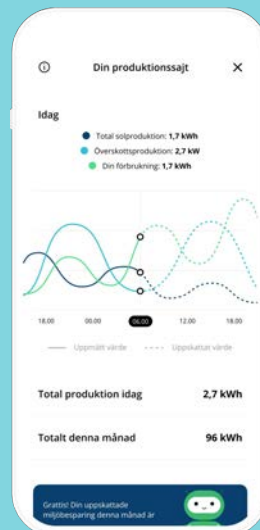 Din produktionssajt
Idag
Total solproduktion: 1,7 kWh
Överskottsproduktion: 2,7 kW
Din förbrukning: 1,7 kWh
18.00 00.00 06.00 12.00 18.00
Uppmätt värde Uppskattat värde
Total produktion idag 2,7 kWh
Totalt denna månad 96 kWh
Grattis! Din uppskattade
miljöbesparing denna månad är